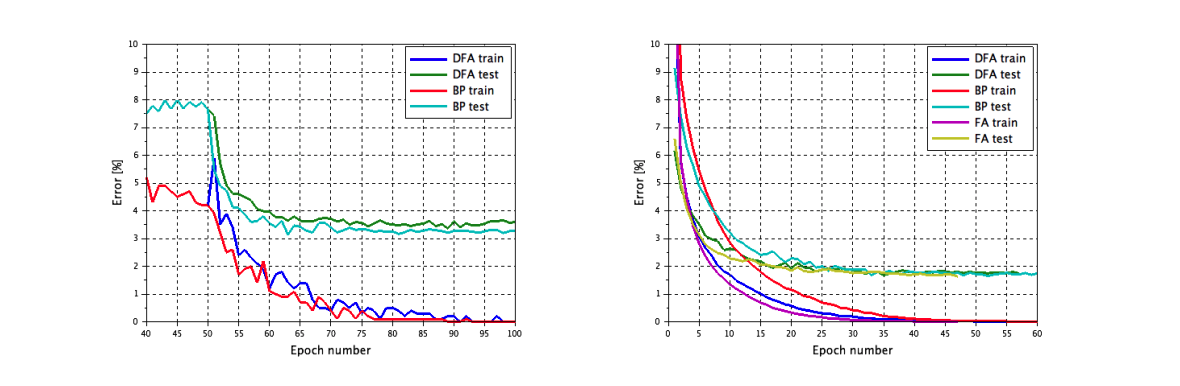 10
9
8
7
6
5
4
3
2
1
0
Error [%]
40 45 50 55 60 65 70 75 80 85 90 95 100
Epoch number
DFA train
DFA test
BP train
BP test
10
9
8
7
6
5
4
3
2
1
0
Error [%]
0 5 10 15 20 25 30 35 40 45 50 55 60
Epoch number
DFA train
DFA test
BP train
BP test
FA train
FA test